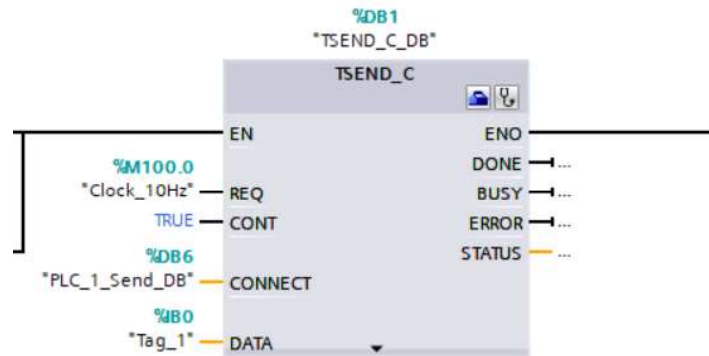 %DB1
"TSEND_C_DB"
TSEND_C
EN ENO
%M100.0 DONE ...
"Clock_10Hz" REQ BUSY ...
TRUE CONT ERROR ...
%DB6 STATUS ...
"PLC_1_Send_DB" CONNECT
%IB0
"Tag_1" DATA